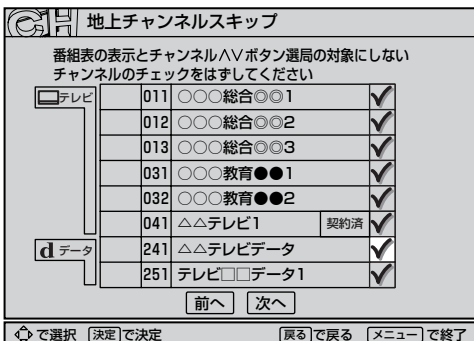 CH 地上チャンネルスキップ
番組表の表示とチャンネル∧∨ボタン選局の対象にしない
チャンネルのチェックをはずしてください
テレビ
011 ○○○総合◎◎1
012 ○○○総合◎◎2
013 ○○○総合◎◎3
031 ○○○教育●●1
032 ○○○教育●●2
041 △△テレビ1 契約済
d データ
241 △△テレビデータ
251 テレビ□□データ1
前へ 次へ
で選択 決定 で決定 戻る で戻る メニュー で終了